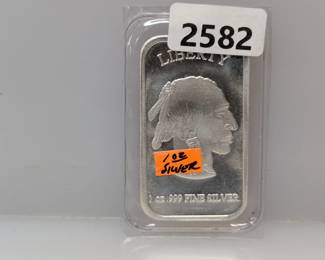 2582
LIBERTY
1 OZ
SILVER
1 OZ .999 FINE SILVER